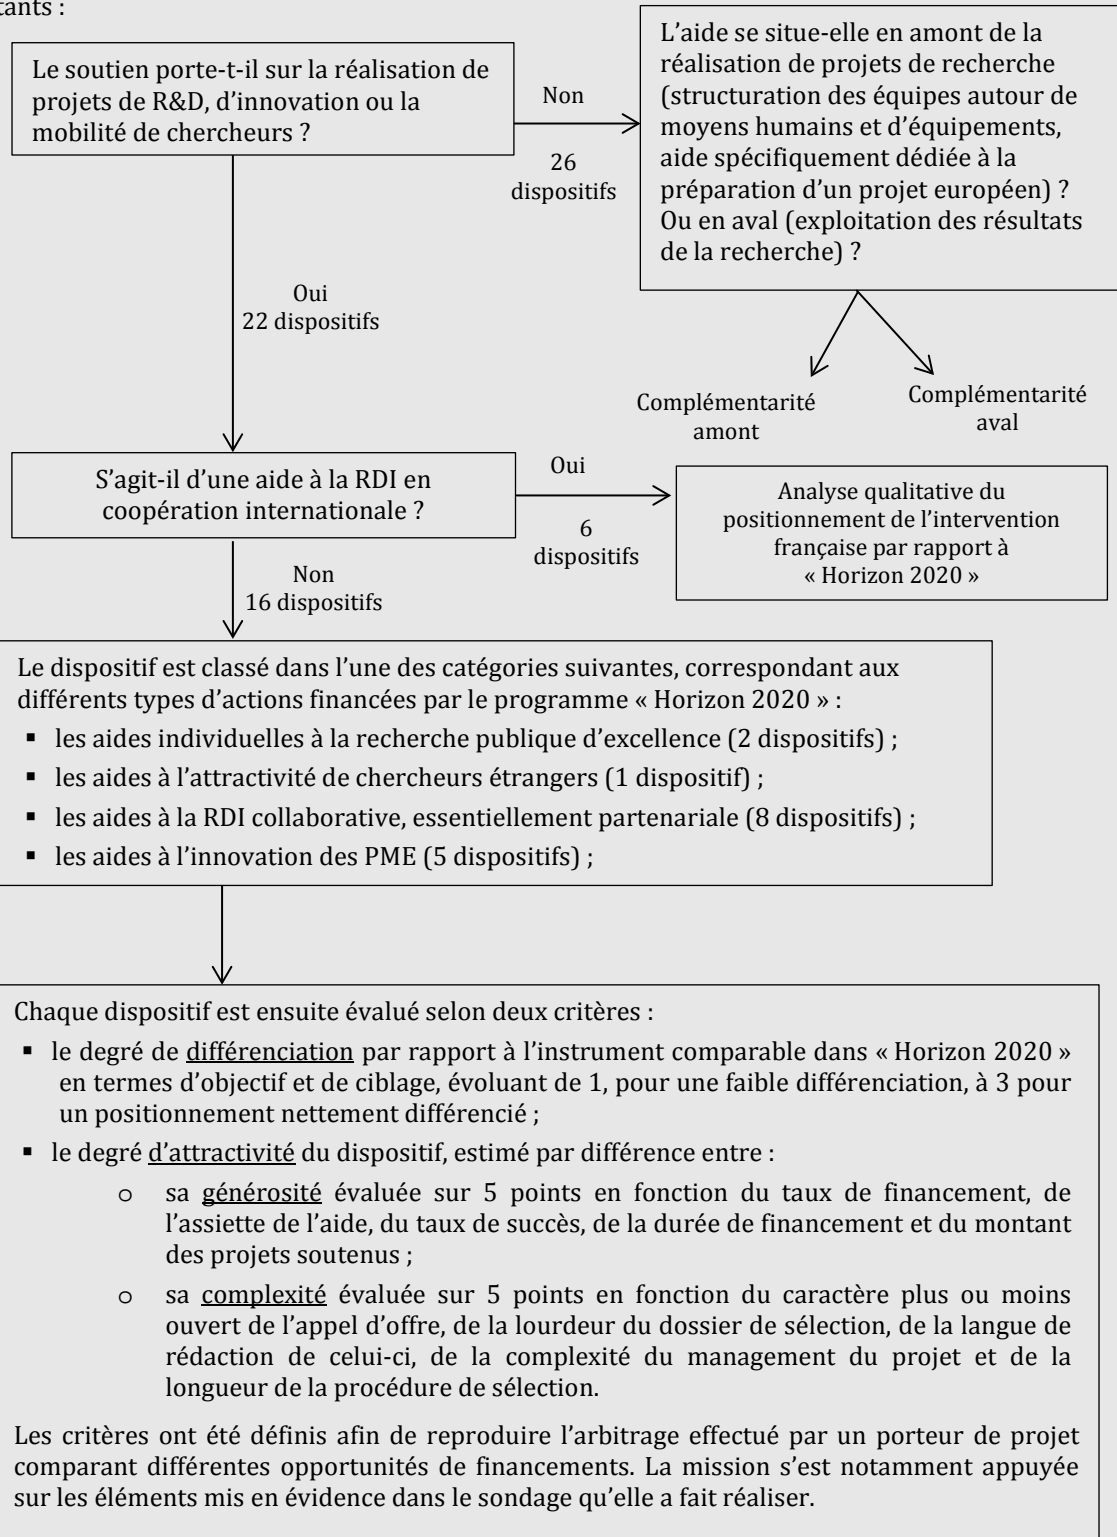 Le soutien porte-t-il sur la réalisation de
projets de R&D, d'innovation ou la
mobilité de chercheurs ?
Non
26
dispositifs
L'aide se situe-elle en amont de la
réalisation de projets de recherche
(structuration des équipes autour de
moyens humains et d'équipements,
aide spécifiquement dédiée à la
préparation d'un projet européen) ?
Ou en aval (exploitation des résultats
de la recherche) ?
Oui
22 dispositifs
Complémentarité
amont
Complémentarité
aval
S'agit-il d'une aide à la RDI en
coopération internationale ?
Oui
6
dispositifs
Analyse qualitative du
positionnement de l'intervention
française par rapport à
« Horizon 2020 »
Non
16 dispositifs
Le dispositif est classé dans l'une des catégories suivantes, correspondant aux
différents types d'actions financées par le programme « Horizon 2020 » :
▪ les aides individuelles à la recherche publique d'excellence (2 dispositifs) ;
▪ les aides à l'attractivité de chercheurs étrangers (1 dispositif) ;
▪ les aides à la RDI collaborative, essentiellement partenariale (8 dispositifs) ;
▪ les aides à l'innovation des PME (5 dispositifs) ;
Chaque dispositif est ensuite évalué selon deux critères :
▪ le degré de différenciation par rapport à l'instrument comparable dans « Horizon 2020 »
en termes d'objectif et de ciblage, évoluant de 1, pour une faible différenciation, à 3 pour
un positionnement nettement différencié ;
▪ le degré d'attractivité du dispositif, estimé par différence entre :
o sa générosité évaluée sur 5 points en fonction du taux de financement, de
l'assiette de l'aide, du taux de succès, de la durée de financement et du montant
des projets soutenus ;
o sa complexité évaluée sur 5 points en fonction du caractère plus ou moins
ouvert de l'appel d'offre, de la lourdeur du dossier de sélection, de la langue de
rédaction de celui-ci, de la complexité du management du projet et de la
longueur de la procédure de sélection.
Les critères ont été définis afin de reproduire l'arbitrage effectué par un porteur de projet
comparant différentes opportunités de financements. La mission s'est notamment appuyée
sur les éléments mis en évidence dans le sondage qu'elle a fait réaliser.